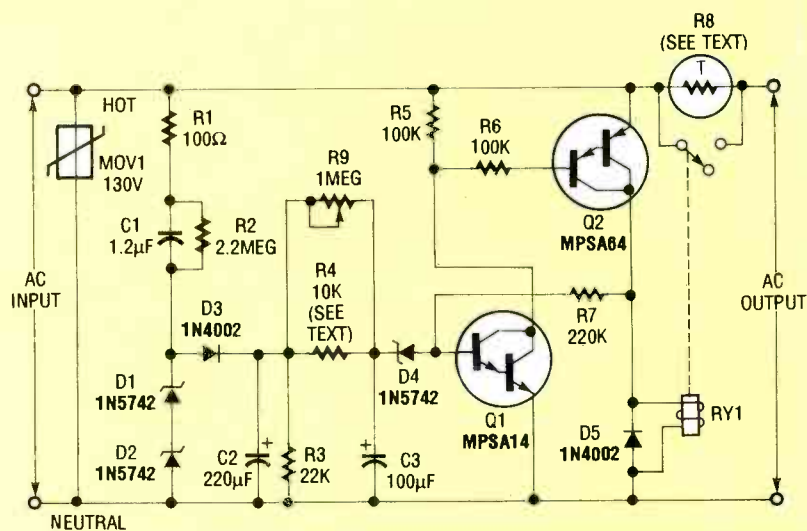 R8
(SEE TEXT)
T
HOT
R1
100Ω
R5
100K
R6
100K
MOV1
130V
R9
1MEG
C1
1.2µF
R2
2.2MEG
Q2
MPSA64
AC
INPUT
D3
1N4002
R4
10K
(SEE
TEXT)
R7
220K
AC
OUTPUT
D1
1N5742
D4
1N5742
Q1
MPSA14
D5
1N4002
RY1
D2
1N5742
C2
220µF
+
R3
22K
+
C3
100µF
NEUTRAL